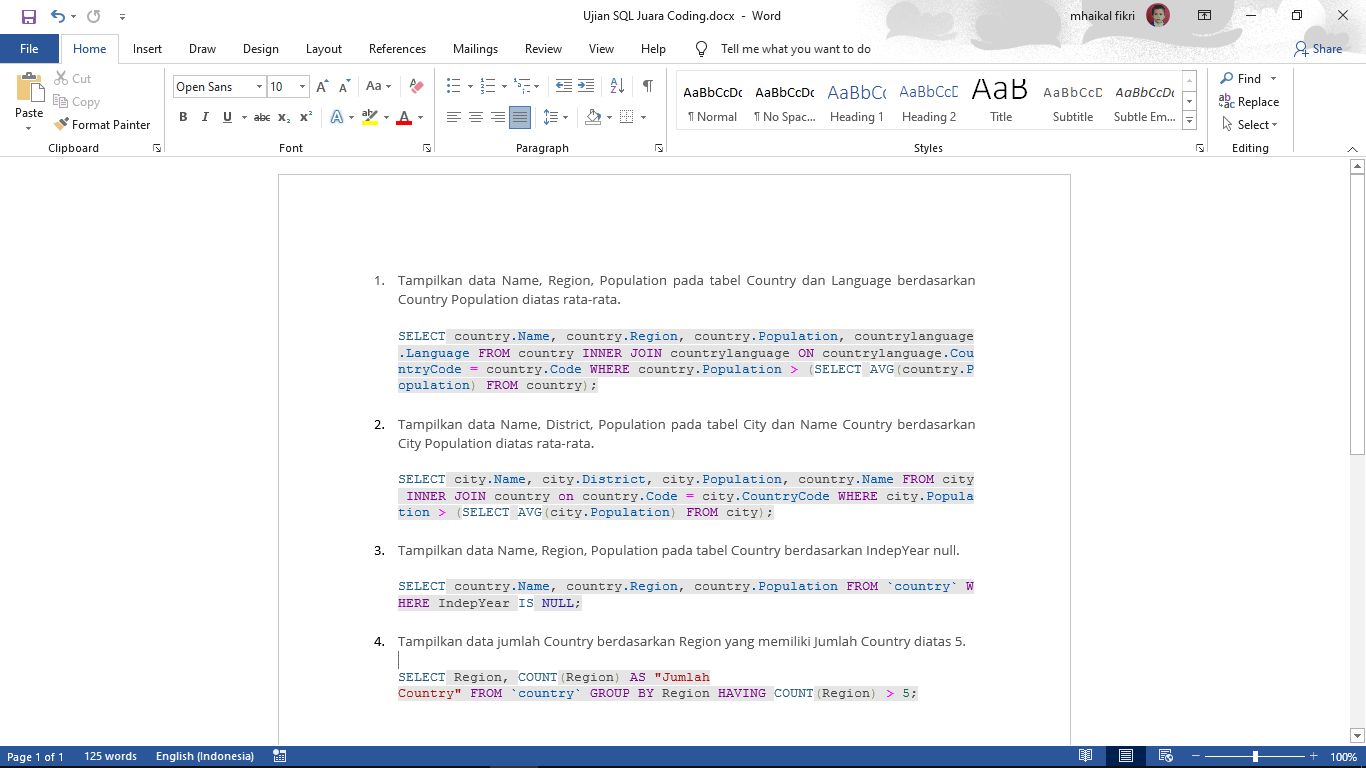 Ujian SQL Juara Coding.docx - Word
mhaikal fikri
File Home Insert Draw Design Layout References Mailings Review View Help Tell me what you want to do
Share
Paste
Cut
Copy
Format Painter
Clipboard
Open Sans 10
Font
Paragraph
AaBbCcDc AaBbCcDc AaBbCc AaBbCcC AaB AaBbCcD AaBbCcDc
¶ Normal ¶ No Spac... Heading 1 Heading 2 Title Subtitle Subtle Em...
Styles
Find
Replace
Select
Editing
1. Tampilkan data Name, Region, Population pada tabel Country dan Language berdasarkan
Country Population diatas rata-rata.
SELECT country.Name, country.Region, country.Population, countrylanguage
.Language FROM country INNER JOIN countrylanguage ON countrylanguage.Cou
ntryCode = country.Code WHERE country.Population > (SELECT AVG(country.P
opulation) FROM country);
2. Tampilkan data Name, District, Population pada tabel City dan Name Country berdasarkan
City Population diatas rata-rata.
SELECT city.Name, city.District, city.Population, country.Name FROM city
INNER JOIN country on country.Code = city.CountryCode WHERE city.Popula
tion > (SELECT AVG(city.Population) FROM city);
3. Tampilkan data Name, Region, Population pada tabel Country berdasarkan IndepYear null.
SELECT country.Name, country.Region, country.Population FROM `country` W
HERE IndepYear IS NULL;
4. Tampilkan data jumlah Country berdasarkan Region yang memiliki Jumlah Country diatas 5.
SELECT Region, COUNT(Region) AS "Jumlah
Country" FROM `country` GROUP BY Region HAVING COUNT(Region) > 5;
Page 1 of 1 125 words English (Indonesia)
100%